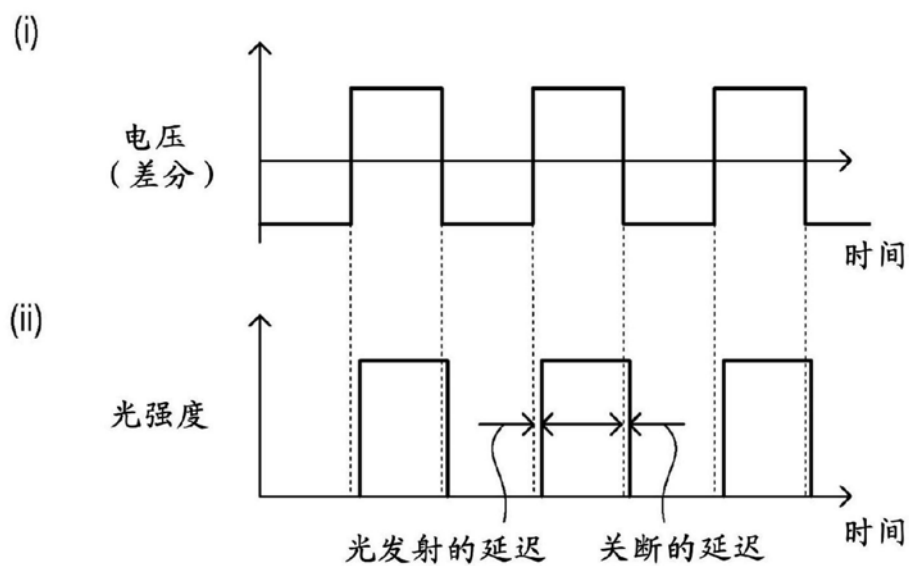 (i)
电压
（差分）
时间
(ii)
光强度
时间
光发射的延迟
关断的延迟